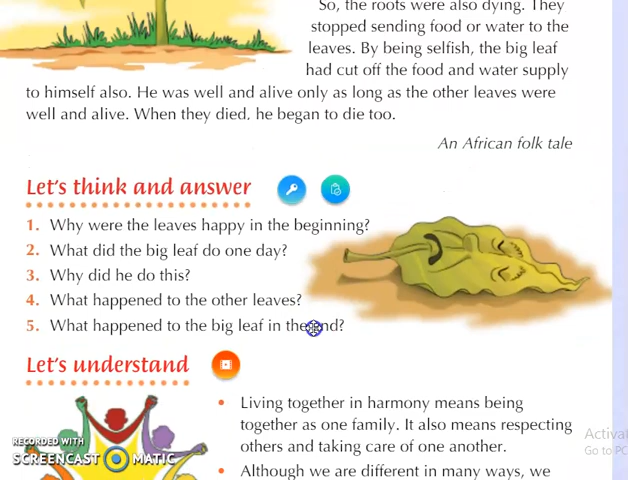 So, the roots were also dying. They
stopped sending food or water to the
leaves. By being selfish, the big leaf
had cut off the food and water supply
to himself also. He was well and alive only as long as the other leaves were
well and alive. When they died, he began to die too.
An African folk tale
Let's think and answer
1. Why were the leaves happy in the beginning?
2. What did the big leaf do one day?
3. Why did he do this?
4. What happened to the other leaves?
5. What happened to the big leaf in the end?
Let's understand
• Living together in harmony means being
together as one family. It also means respecting
others and taking care of one another.
• Although we are different in many ways, we
RECORDED WITH
SCREENCAST MATIC
Activat
Go to PC